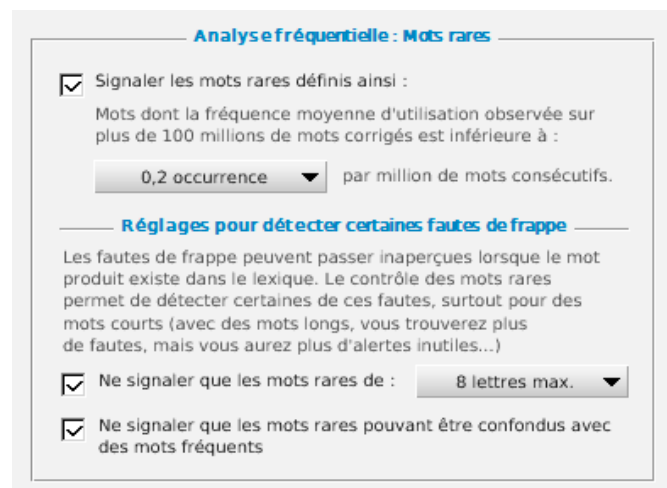 Analyse fréquentielle : Mots rares
Signaler les mots rares définis ainsi :
Mots dont la fréquence moyenne d'utilisation observée sur
plus de 100 millions de mots corrigés est inférieure à :
0,2 occurrence par million de mots consécutifs.
Réglages pour détecter certaines fautes de frappe
Les fautes de frappe peuvent passer inaperçues lorsque le mot
produit existe dans le lexique. Le contrôle des mots rares
permet de détecter certaines de ces fautes, surtout pour des
mots courts (avec des mots longs, vous trouverez plus
de fautes, mais vous aurez plus d'alertes inutiles...)
Ne signaler que les mots rares de : 8 lettres max.
Ne signaler que les mots rares pouvant être confondus avec
des mots fréquents